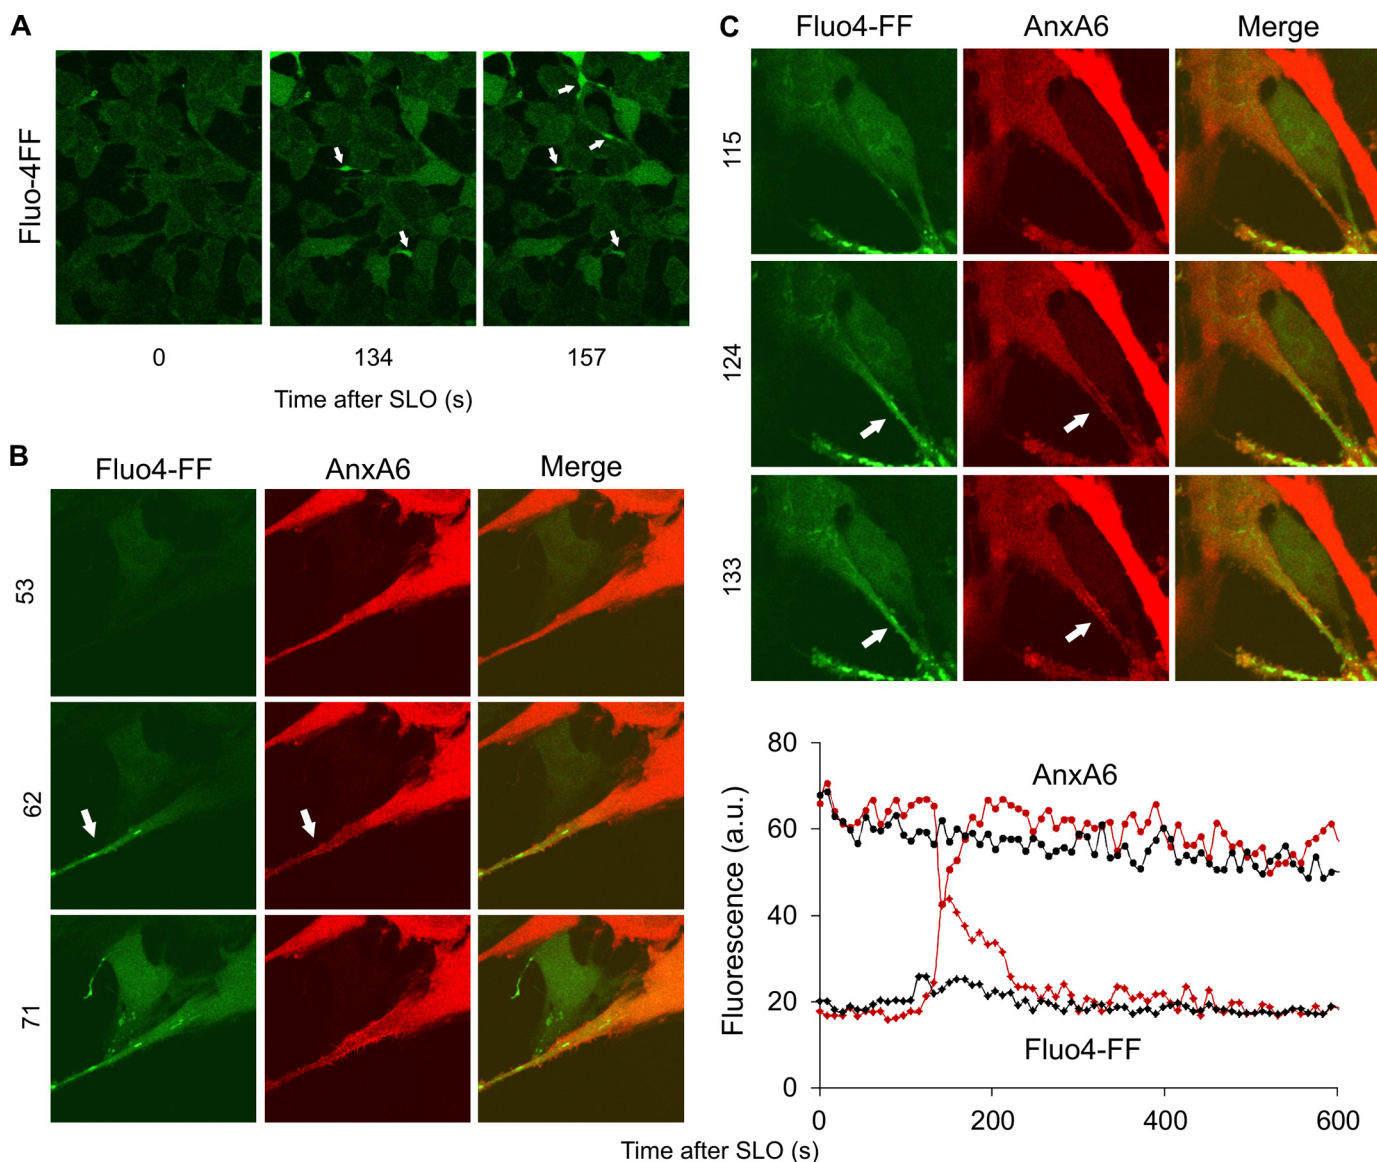 A
Fluo-4FF
0 134 157
Time after SLO (s)
B
Fluo4-FF AnxA6 Merge
53
62
71
C
Fluo4-FF AnxA6 Merge
115
124
133
80
60
40
20
0
Fluorescence (a.u.)
AnxA6
Fluo4-FF
0 200 400 600
Time after SLO (s)